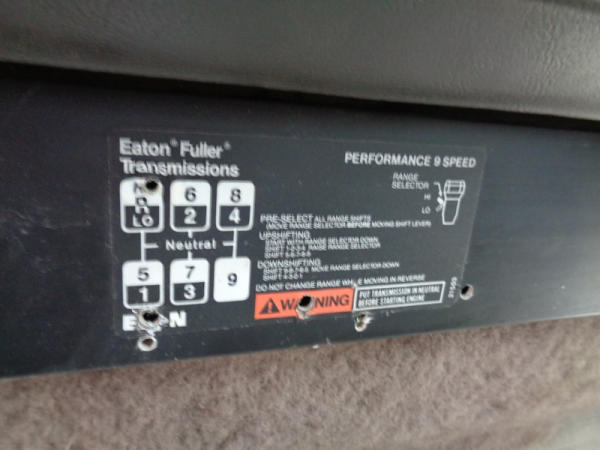 Eaton® Fuller®
Transmissions
PERFORMANCE 9 SPEED
RANGE
SELECTOR
HI
LO
R
LO
6
2
8
4
Neutral
5
1
7
3
9
PRE-SELECT ALL RANGE SHIFTS
(MOVE RANGE SELECTOR BEFORE MOVING SHIFT LEVER)
UPSHIFTING
START WITH RANGE SELECTOR DOWN
SHIFT 1-2-3-4 RAISE RANGE SELECTOR
SHIFT 5-6-7-8-9
DOWNSHIFTING
SHIFT 9-8-7-6-5 MOVE RANGE SELECTOR DOWN
SHIFT 4-3-2-1
DO NOT CHANGE RANGE WHILE MOVING IN REVERSE
WARNING
PUT TRANSMISSION IN NEUTRAL
BEFORE STARTING ENGINE